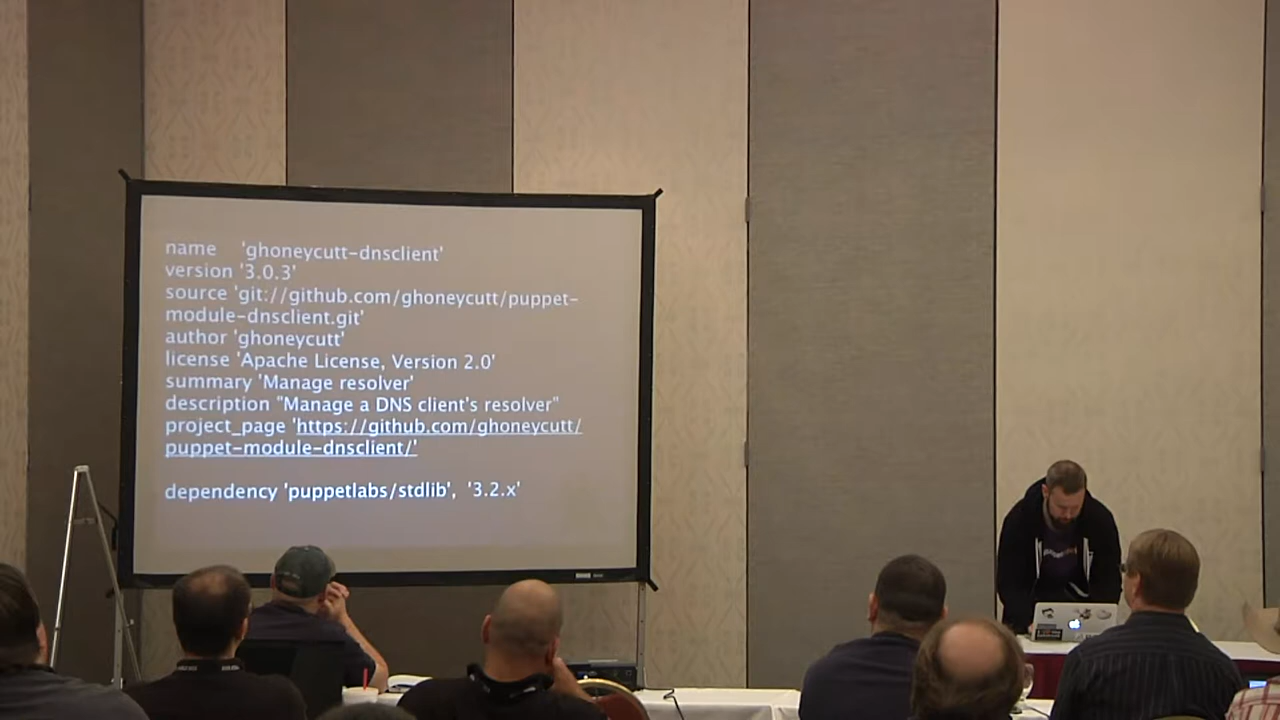 name 'ghoneycutt-dnsclient'
version '3.0.3'
source 'git://github.com/ghoneycutt/puppet-
module-dnsclient.git'
author 'ghoneycutt'
license 'Apache License, Version 2.0'
summary 'Manage resolver'
description "Manage a DNS client's resolver"
project_page 'https://github.com/ghoneycutt/
puppet-module-dnsclient/'
dependency 'puppetlabs/stdlib', '3.2.x'